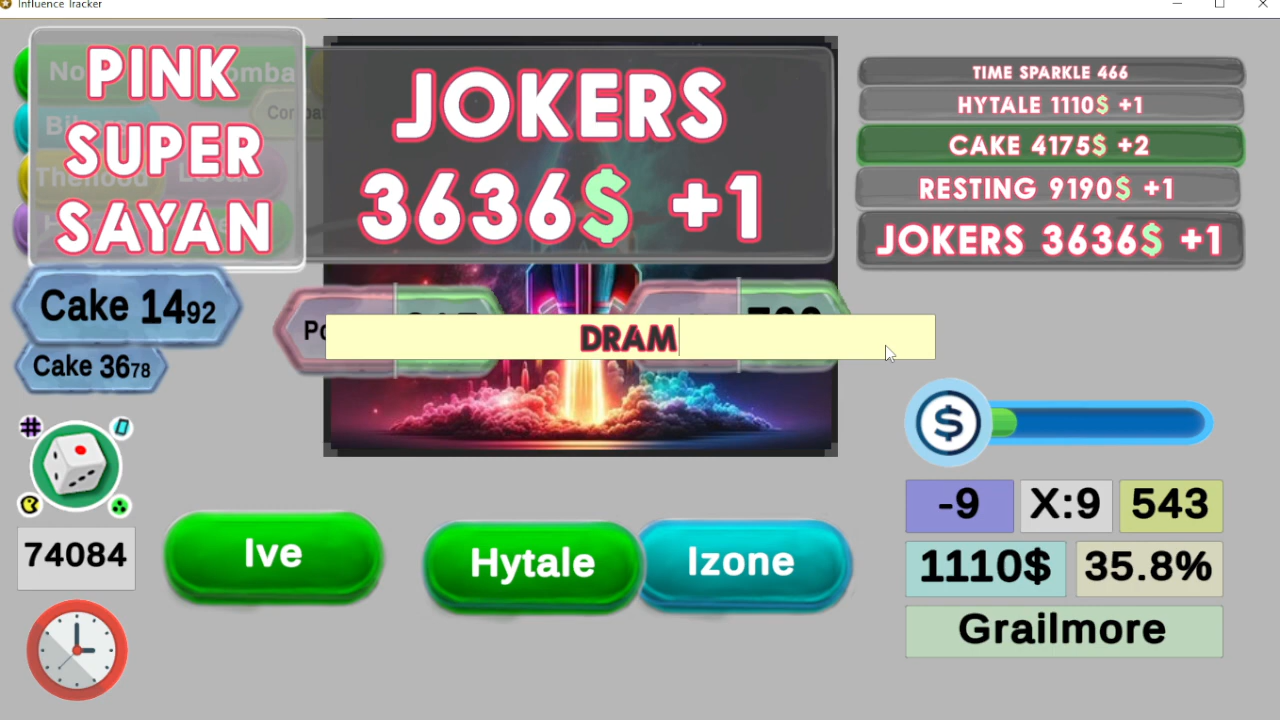 Influence Tracker
PINK
SUPER
SAYAN
JOKERS
3636$ +1
TIME SPARKLE 466
HYTALE 1110$ +1
CAKE 4175$ +2
RESTING 9190$ +1
JOKERS 3636$ +1
Cake 1492
Cake 3678
DRAM
74084
Ive
Hytale
Izone
-9
X:9
543
1110$
35.8%
Grailmore